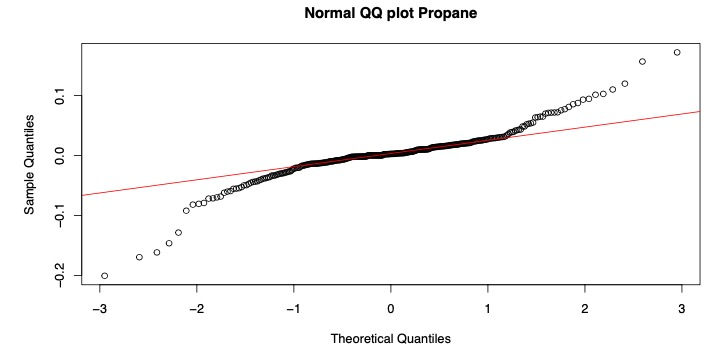 Normal QQ plot Propane
Sample Quantiles
0.1
0.0
−0.1
−0.2
−3 −2 −1 0 1 2 3
Theoretical Quantiles